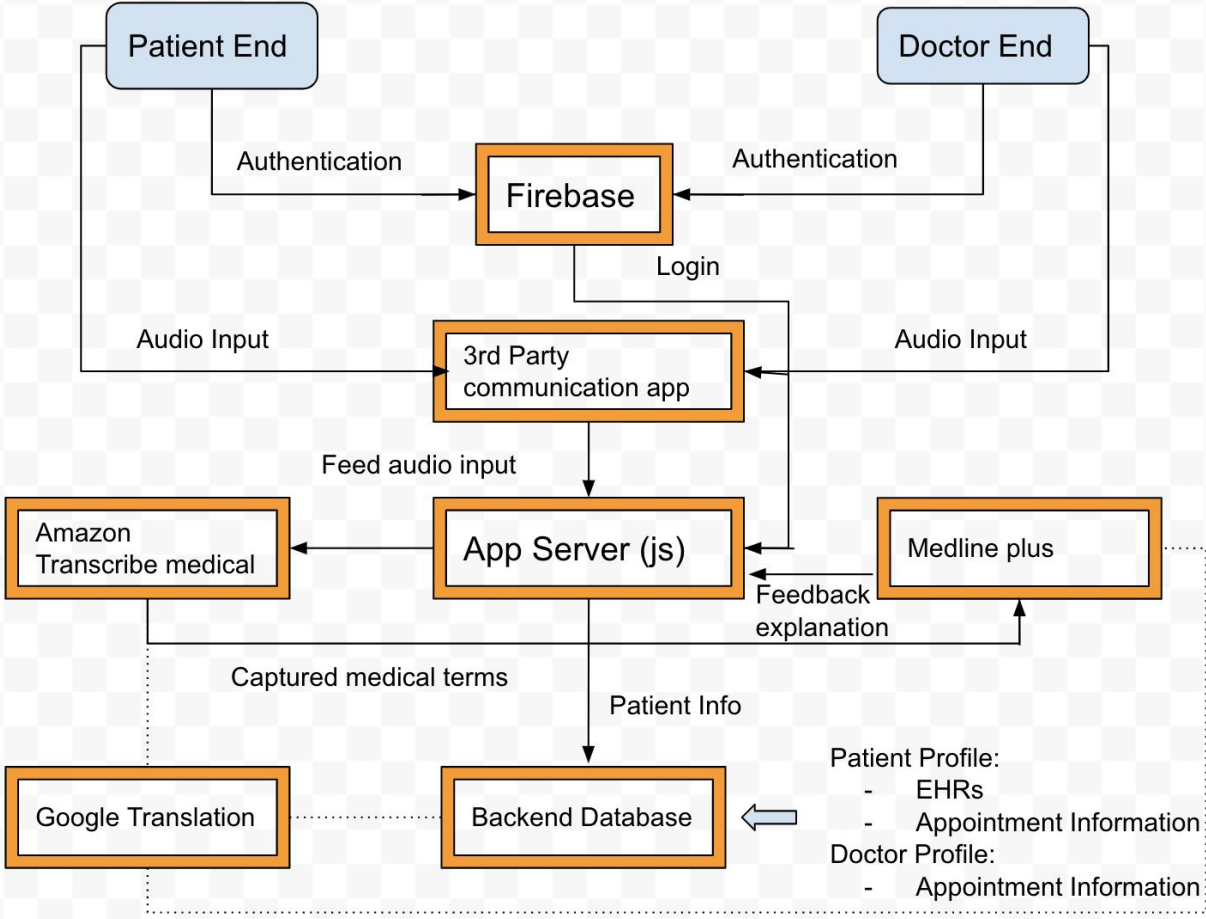 Patient End
Doctor End
Authentication
Authentication
Firebase
Login
Audio Input
Audio Input
3rd Party
communication app
Feed audio input
Amazon
Transcribe medical
App Server (js)
Medline plus
Feedback
explanation
Captured medical terms
Patient Info
Google Translation
Backend Database
Patient Profile:
- EHRs
- Appointment Information
Doctor Profile:
- Appointment Information